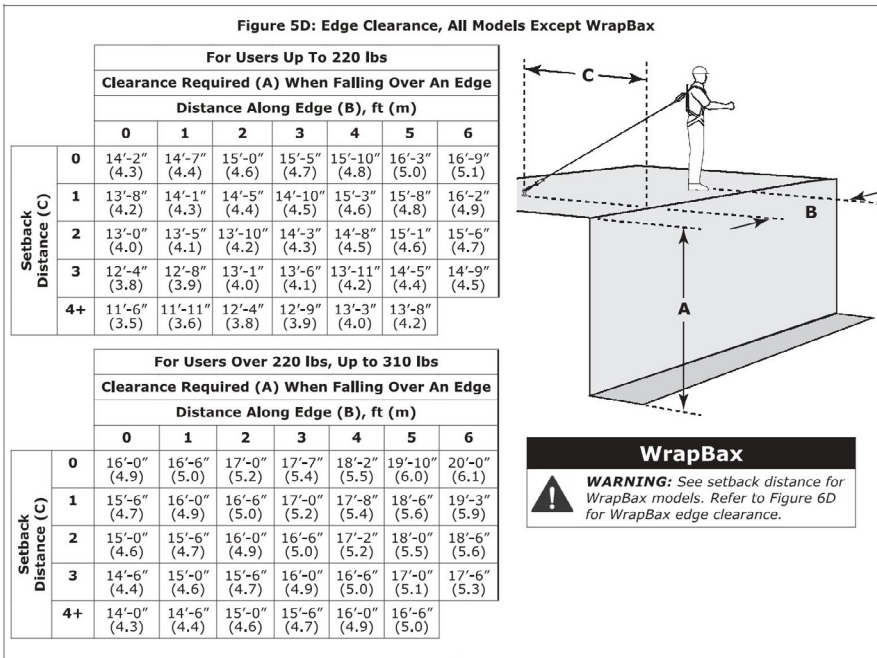 Figure 5D: Edge Clearance, All Models Except WrapBax
For Users Up To 220 lbs
Clearance Required (A) When Falling Over An Edge
Distance Along Edge (B), ft (m)
0 1 2 3 4 5 6
Setback
Distance (C)
0 14′-2″ 14′-7″ 15′-0″ 15′-5″ 15′-10″ 16′-3″ 16′-9″
(4.3) (4.4) (4.6) (4.7) (4.8) (5.0) (5.1)
1 13′-8″ 14′-1″ 14′-5″ 14′-10″ 15′-3″ 15′-8″ 16′-2″
(4.2) (4.3) (4.4) (4.5) (4.6) (4.8) (4.9)
2 13′-0″ 13′-5″ 13′-10″ 14′-3″ 14′-8″ 15′-1″ 15′-6″
(4.0) (4.1) (4.2) (4.3) (4.5) (4.6) (4.7)
3 12′-4″ 12′-8″ 13′-1″ 13′-6″ 13′-11″ 14′-5″ 14′-9″
(3.8) (3.9) (4.0) (4.1) (4.2) (4.4) (4.5)
4+ 11′-6″ 11′-11″ 12′-4″ 12′-9″ 13′-3″ 13′-8″
(3.5) (3.6) (3.8) (3.9) (4.0) (4.2)
For Users Over 220 lbs, Up to 310 lbs
Clearance Required (A) When Falling Over An Edge
Distance Along Edge (B), ft (m)
0 1 2 3 4 5 6
Setback
Distance (C)
0 16′-0″ 16′-6″ 17′-0″ 17′-7″ 18′-2″ 19′-10″ 20′-0″
(4.9) (5.0) (5.2) (5.4) (5.5) (6.0) (6.1)
1 15′-6″ 16′-0″ 16′-6″ 17′-0″ 17′-8″ 18′-6″ 19′-3″
(4.7) (4.9) (5.0) (5.2) (5.4) (5.6) (5.9)
2 15′-0″ 15′-6″ 16′-0″ 16′-6″ 17′-2″ 18′-0″ 18′-6″
(4.6) (4.7) (4.9) (5.0) (5.2) (5.5) (5.6)
3 14′-6″ 15′-0″ 15′-6″ 16′-0″ 16′-6″ 17′-0″ 17′-6″
(4.4) (4.6) (4.7) (4.9) (5.0) (5.1) (5.3)
4+ 14′-0″ 14′-6″ 15′-0″ 15′-6″ 16′-0″ 16′-6″
(4.3) (4.4) (4.6) (4.7) (4.9) (5.0)
C
B
A
WrapBax
WARNING: See setback distance for
WrapBax models. Refer to Figure 6D
for WrapBax edge clearance.